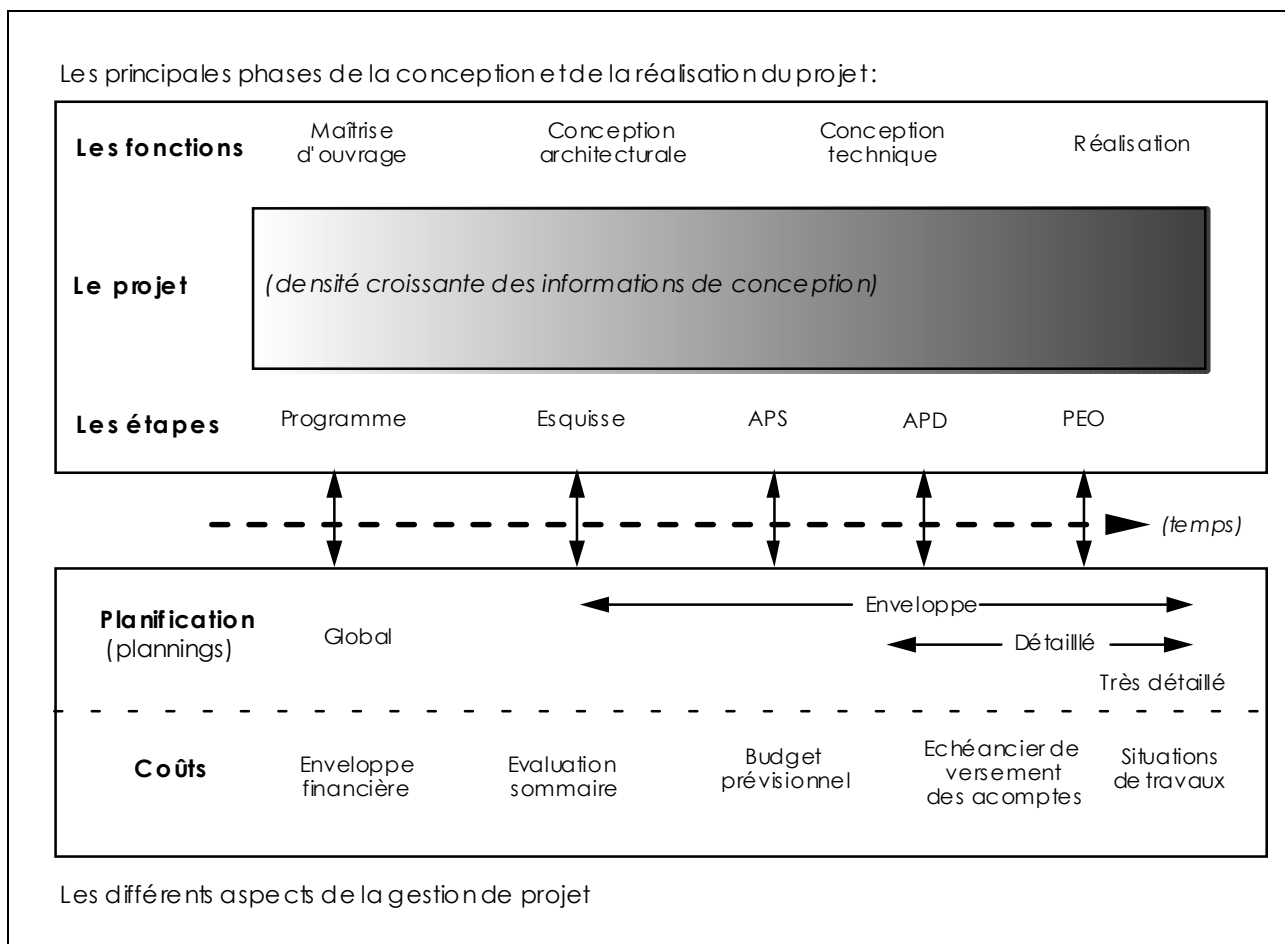 Les principales phases de la conception et de la réalisation du projet :
Les fonctions
Maîtrise
d'ouvrage
Conception
architecturale
Conception
technique
Réalisation
Le projet
(densité croissante des informations de conception)
Les étapes
Programme
Esquisse
APS
APD
PEO
(temps)
Planification
(plannings)
Global
Enveloppe
Détailllé
Très détaillé
Coûts
Enveloppe
financière
Evaluation
sommaire
Budget
prévisionnel
Echéancier de
versement
des acomptes
Situations
de travaux
Les différents aspects de la gestion de projet